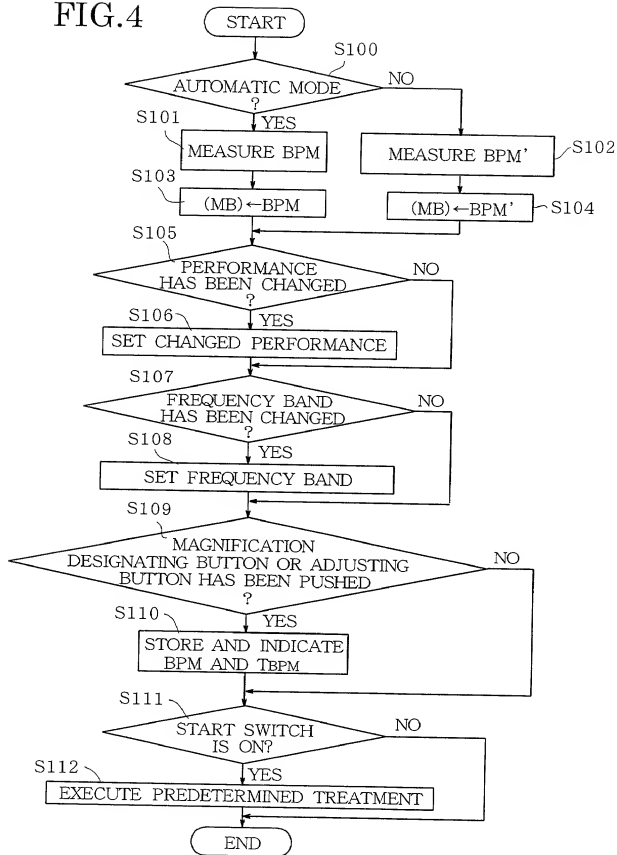 FIG.4
START
S100
AUTOMATIC MODE
?
NO
YES
S101
MEASURE BPM
MEASURE BPM'
S102
S103
(MB)←BPM
(MB)←BPM'
S104
S105
PERFORMANCE
HAS BEEN CHANGED
?
NO
YES
S106
SET CHANGED PERFORMANCE
S107
FREQUENCY BAND
HAS BEEN CHANGED
?
NO
YES
S108
SET FREQUENCY BAND
S109
MAGNIFICATION
DESIGNATING BUTTON OR ADJUSTING
BUTTON HAS BEEN PUSHED
?
NO
YES
S110
STORE AND INDICATE
BPM AND TBPM
S111
START SWITCH
IS ON?
NO
YES
S112
EXECUTE PREDETERMINED TREATMENT
END